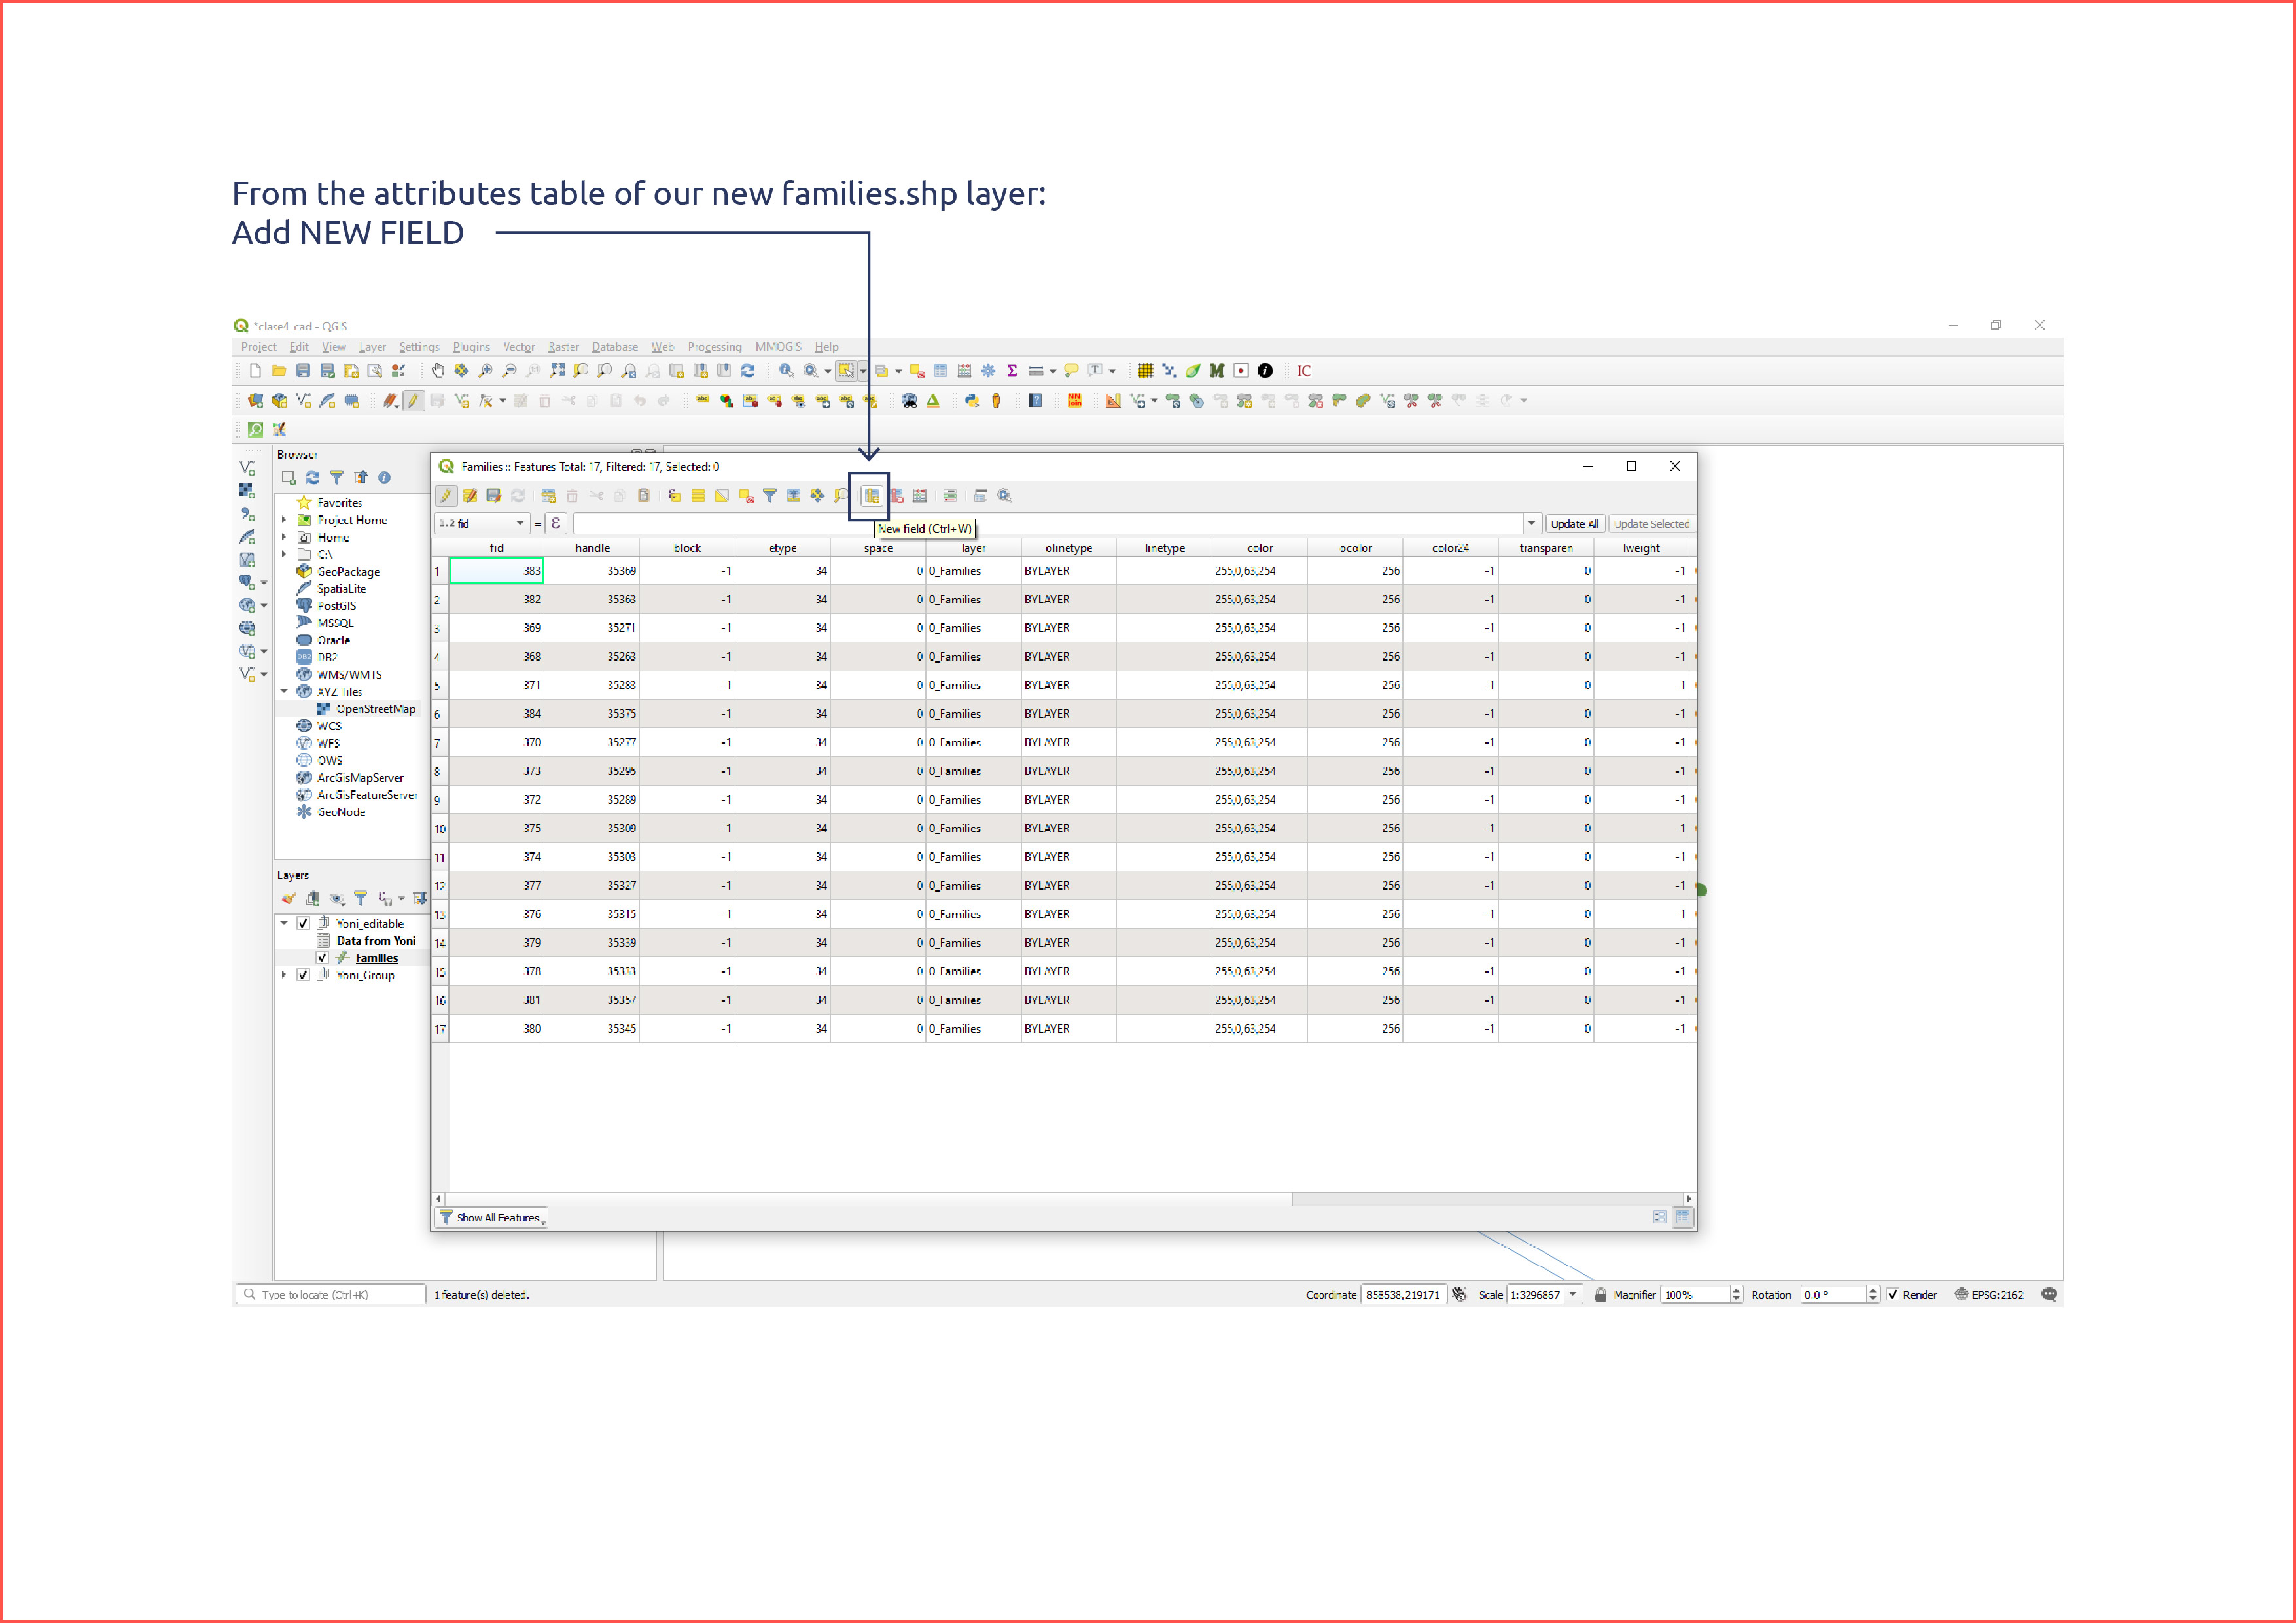 From the attributes table of our new families.shp layer:
Add NEW FIELD
*clase4_cad - QGIS
Project Edit View Layer Settings Plugins Vector Raster Database Web Processing MMQGIS Help
IC
Browser
Families :: Features Total: 17, Filtered: 17, Selected: 0
1.2 fid = ε Update All Update Selected
New field (Ctrl+W)
Favorites
Project Home
Home
C:\
GeoPackage
SpatiaLite
PostGIS
MSSQL
Oracle
DB2
WMS/WMTS
XYZ Tiles
OpenStreetMap
WCS
WFS
OWS
ArcGisMapServer
ArcGisFeatureServer
GeoNode
fid handle block etype space layer olinetype linetype color ocolor color24 transparen lweight
1 383 35369 -1 34 0 0_Families BYLAYER 255,0,63,254 256 -1 0 -1
2 382 35363 -1 34 0 0_Families BYLAYER 255,0,63,254 256 -1 0 -1
3 369 35271 -1 34 0 0_Families BYLAYER 255,0,63,254 256 -1 0 -1
4 368 35263 -1 34 0 0_Families BYLAYER 255,0,63,254 256 -1 0 -1
5 371 35283 -1 34 0 0_Families BYLAYER 255,0,63,254 256 -1 0 -1
6 384 35375 -1 34 0 0_Families BYLAYER 255,0,63,254 256 -1 0 -1
7 370 35277 -1 34 0 0_Families BYLAYER 255,0,63,254 256 -1 0 -1
8 373 35295 -1 34 0 0_Families BYLAYER 255,0,63,254 256 -1 0 -1
9 372 35289 -1 34 0 0_Families BYLAYER 255,0,63,254 256 -1 0 -1
10 375 35309 -1 34 0 0_Families BYLAYER 255,0,63,254 256 -1 0 -1
11 374 35303 -1 34 0 0_Families BYLAYER 255,0,63,254 256 -1 0 -1
12 377 35327 -1 34 0 0_Families BYLAYER 255,0,63,254 256 -1 0 -1
13 376 35315 -1 34 0 0_Families BYLAYER 255,0,63,254 256 -1 0 -1
14 379 35339 -1 34 0 0_Families BYLAYER 255,0,63,254 256 -1 0 -1
15 378 35333 -1 34 0 0_Families BYLAYER 255,0,63,254 256 -1 0 -1
16 381 35357 -1 34 0 0_Families BYLAYER 255,0,63,254 256 -1 0 -1
17 380 35345 -1 34 0 0_Families BYLAYER 255,0,63,254 256 -1 0 -1
Layers
Yoni_editable
Data from Yoni
Families
Yoni_Group
Show All Features
Type to locate (Ctrl+K) 1 feature(s) deleted. Coordinate 858538,219171 Scale 1:3296867 Magnifier 100% Rotation 0.0 ° Render EPSG:2162